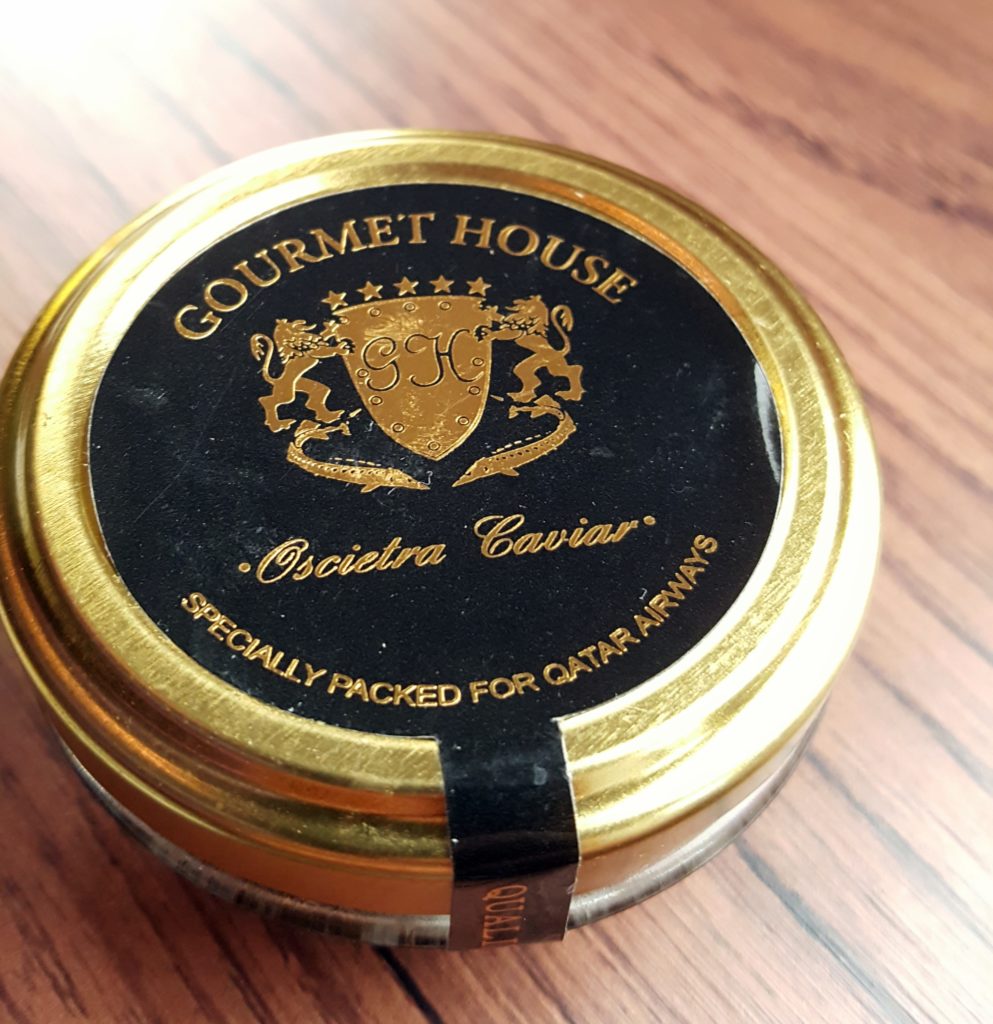 GOURMET HOUSE
GH
·Oscietra Caviar·
SPECIALLY PACKED FOR QATAR AIRWAYS